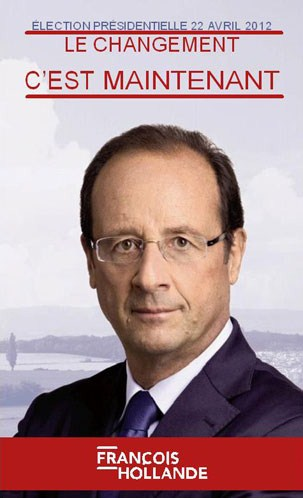 ÉLECTION PRÉSIDENTIELLE 22 AVRIL 2012
LE CHANGEMENT
C'EST MAINTENANT
FRANÇOIS
HOLLANDE